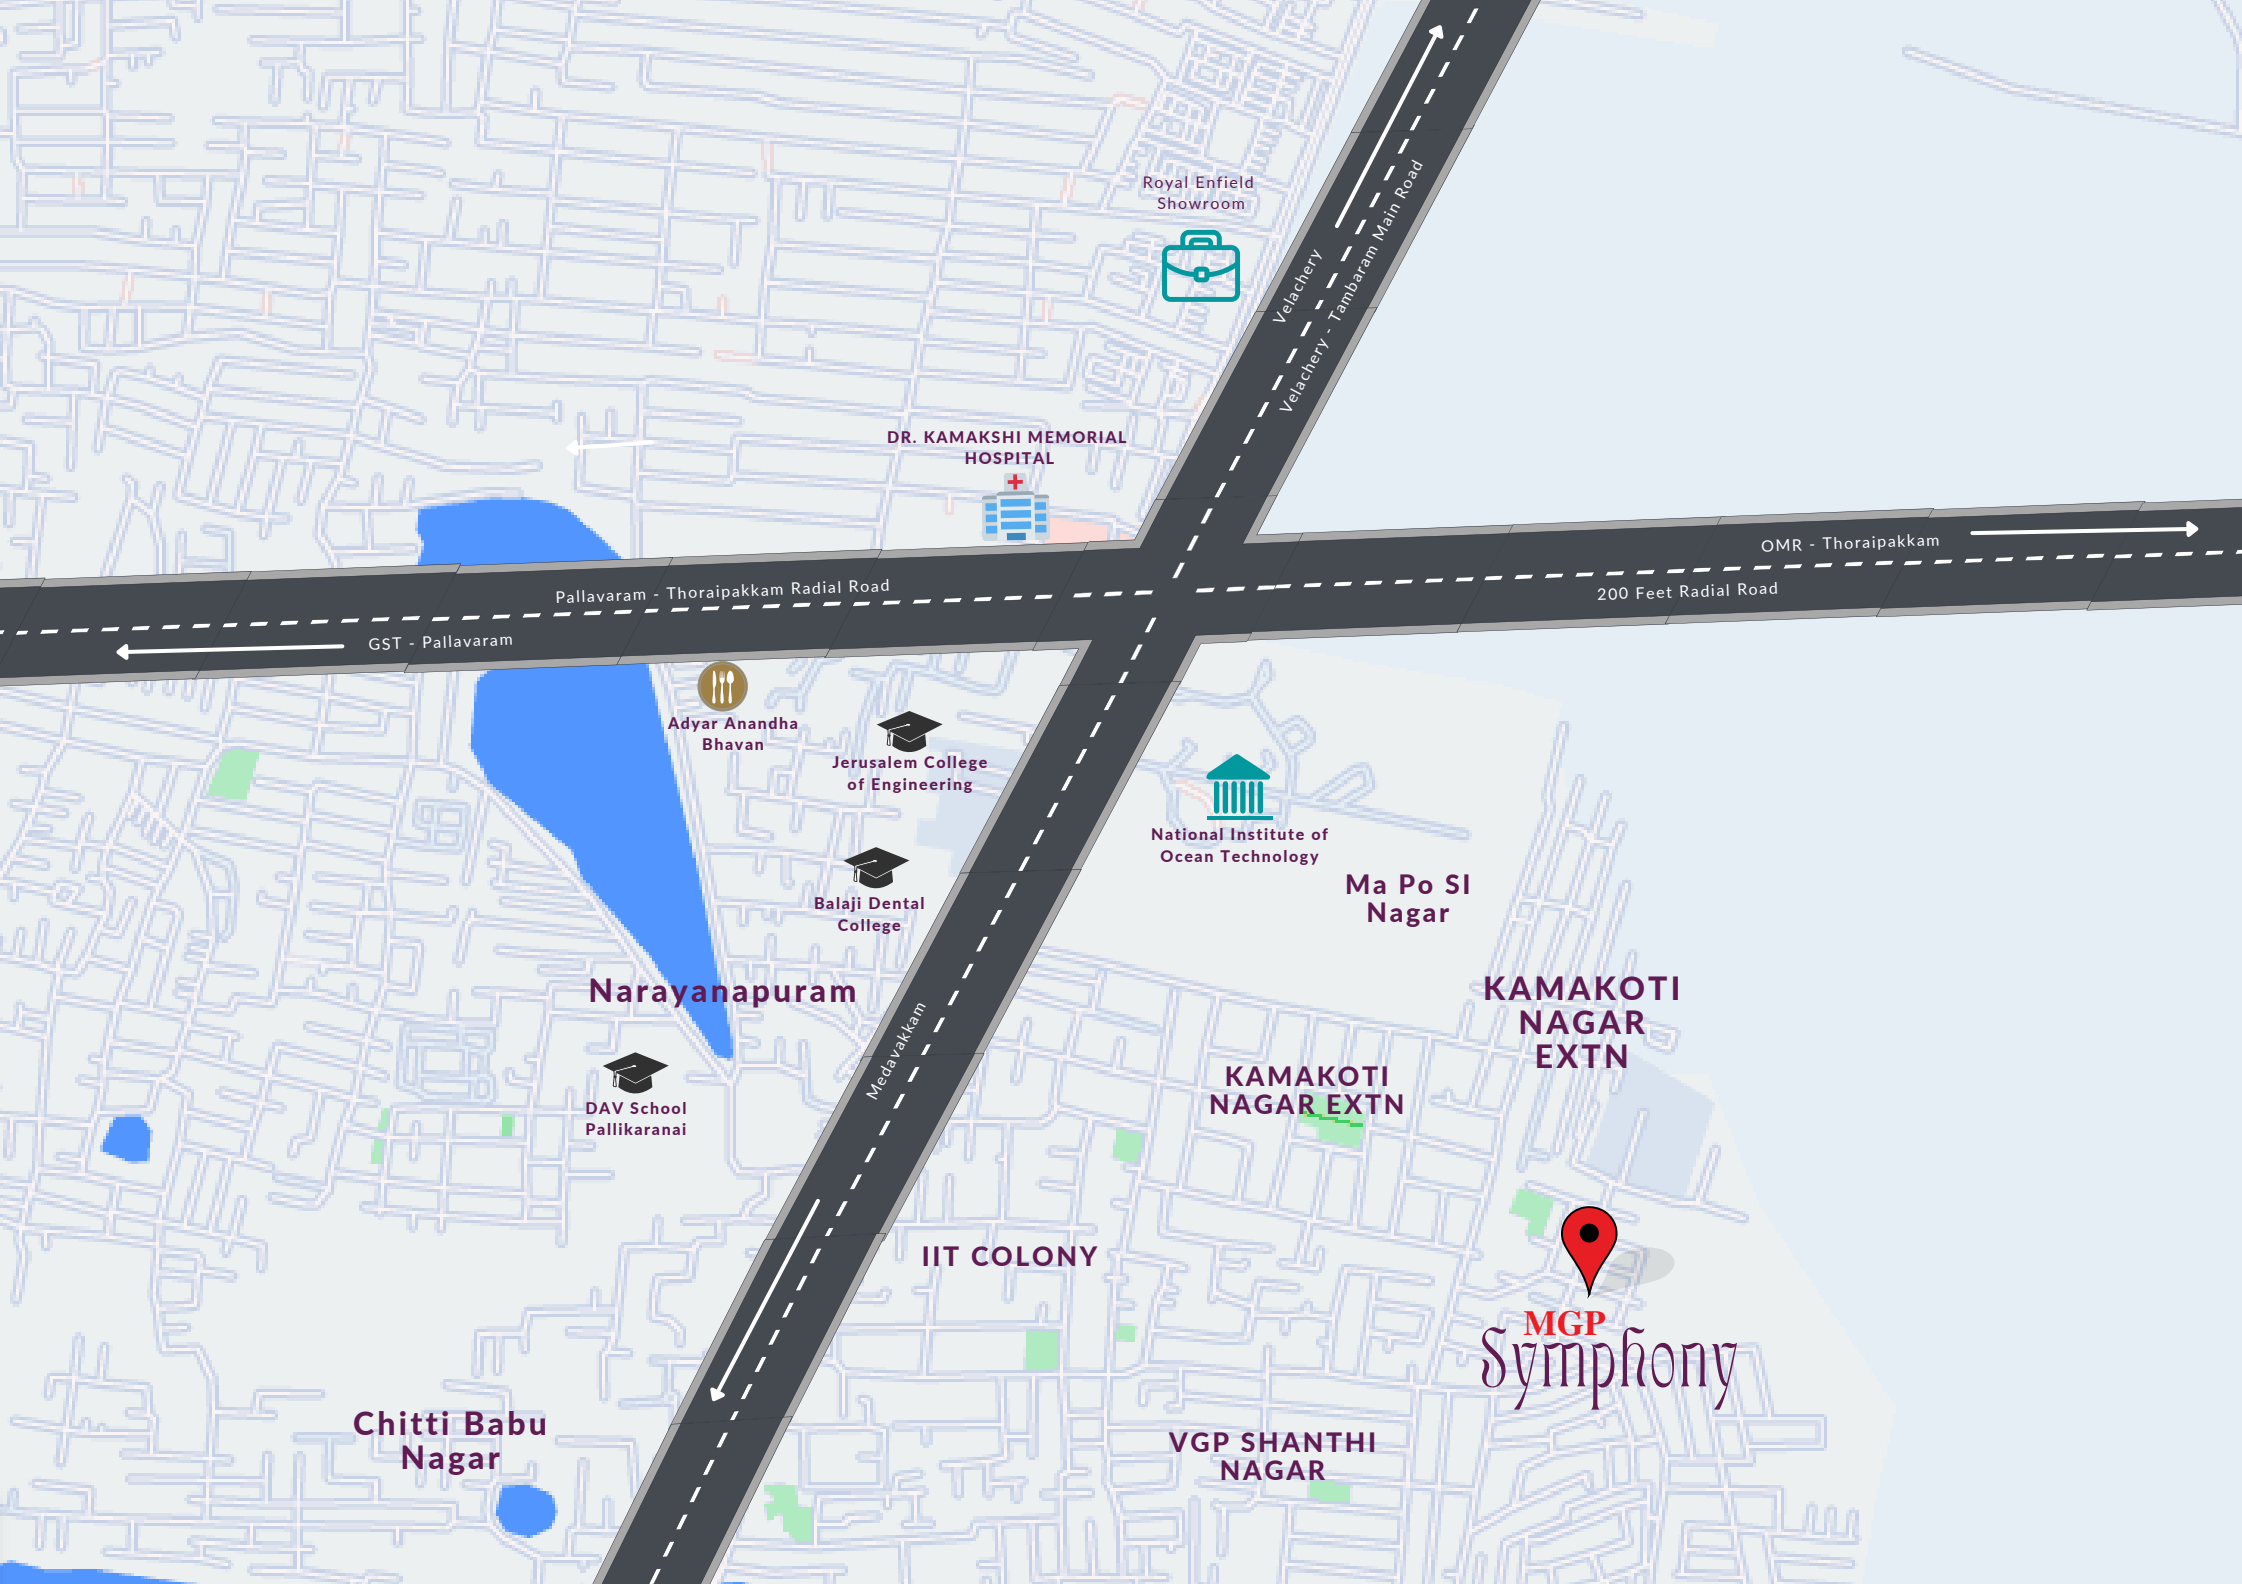 Royal Enfield
Showroom
Velachery
Velachery - Tambaram Main Road
DR. KAMAKSHI MEMORIAL
HOSPITAL
OMR - Thoraipakkam
Pallavaram - Thoraipakkam Radial Road
200 Feet Radial Road
GST - Pallavaram
Adyar Anandha
Bhavan
Jerusalem College
of Engineering
National Institute of
Ocean Technology
Balaji Dental
College
Ma Po SI
Nagar
Narayanapuram
KAMAKOTI
NAGAR
EXTN
Medavakkam
KAMAKOTI
NAGAR EXTN
DAV School
Pallikaranai
IIT COLONY
MGP
Symphony
Chitti Babu
Nagar
VGP SHANTHI
NAGAR